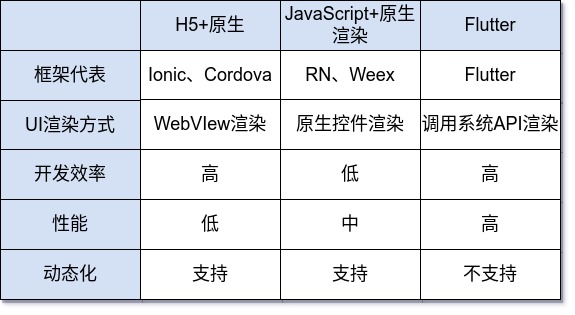 H5+原生
JavaScript+原生
渲染
Flutter
框架代表
Ionic、Cordova
RN、Weex
Flutter
UI渲染方式
WebVIew渲染
原生控件渲染
调用系统API渲染
开发效率
高
低
高
性能
低
中
高
动态化
支持
支持
不支持